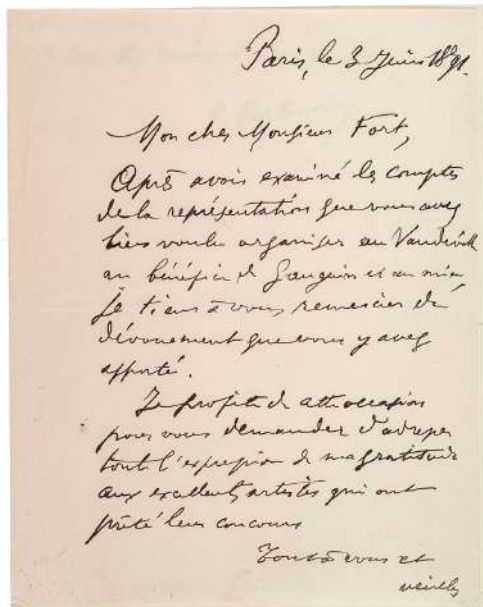 Paris, le 3 Juin 1891.
Mon cher Monsieur Fort,
Après avoir examiné les comptes
de la représentation que vous avez
bien voulu organiser au Vaudeville
au bénéfice de Gauguin et au mien,
je tiens à vous remercier du
dévouement que vous y avez
apporté.
Je profite de cette occasion
pour vous demander d'adresser
toute l'expression de ma gratitude
aux excellents artistes qui ont
prêté leur concours
Tout à vous et